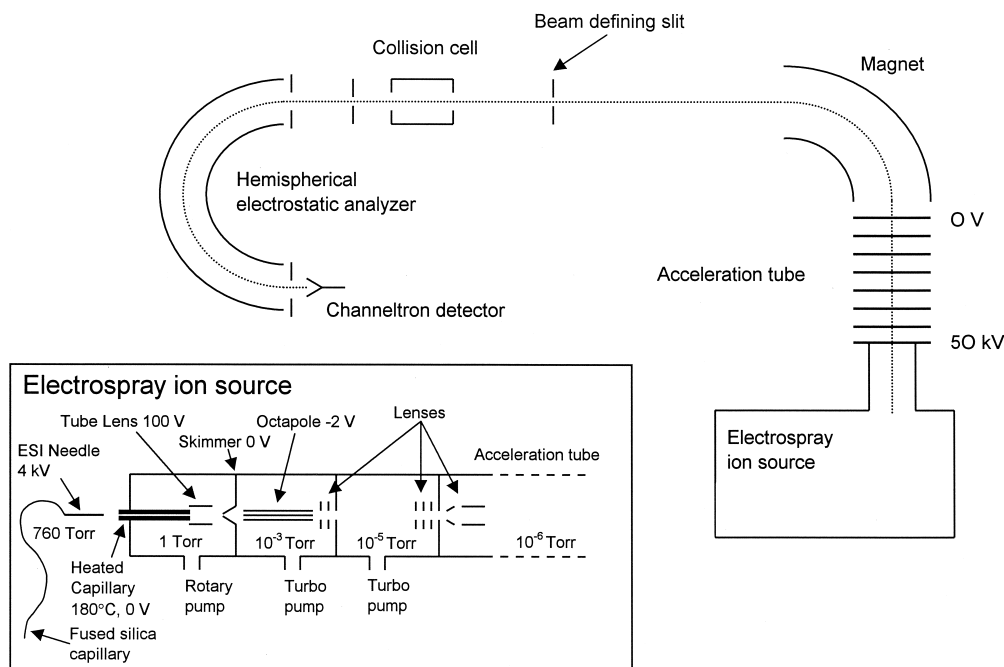 Beam defining slit
Collision cell
Magnet
Hemispherical
electrostatic analyzer
O V
Acceleration tube
Channeltron detector
5O kV
Electrospray
ion source
Electrospray ion source
Tube Lens 100 V
Octapole -2 V
Lenses
Skimmer 0 V
ESI Needle
4 kV
Acceleration tube
760 Torr
1 Torr
10-3 Torr
10-5 Torr
10-6 Torr
Heated
Capillary
180°C, 0 V
Rotary
pump
Turbo
pump
Turbo
pump
Fused silica
capillary